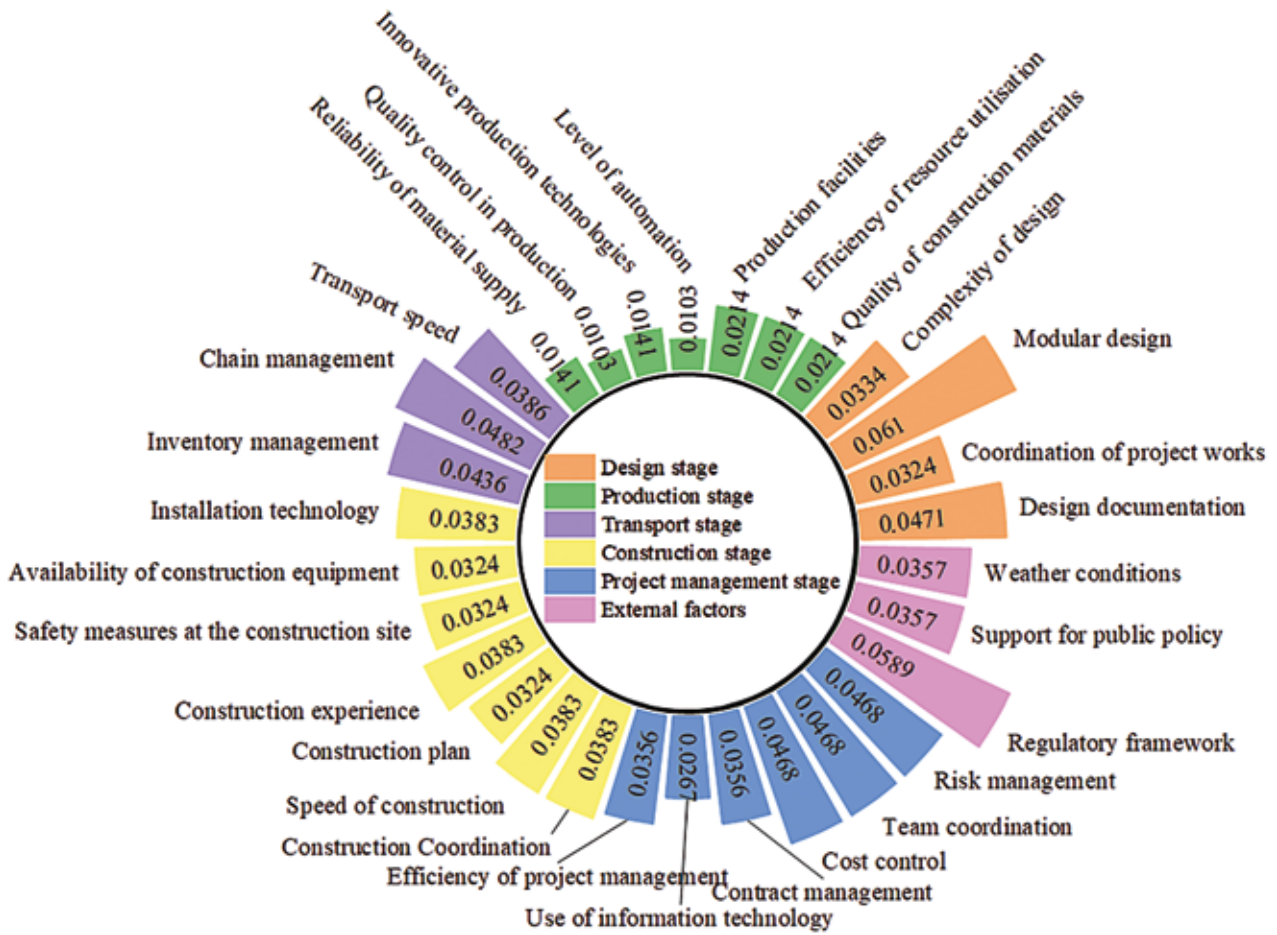 Innovative production technologies
Quality control in production
Reliability of material supply
Level of automation
Production facilities
Efficiency of resource utilisation
Quality of construction materials
Complexity of design
Transport speed
Modular design
Chain management
Inventory management
Coordination of project works
Installation technology
Design documentation
Availability of construction equipment
Weather conditions
Safety measures at the construction site
Support for public policy
Construction experience
Regulatory framework
Construction plan
Risk management
Speed of construction
Team coordination
Construction Coordination
Cost control
Efficiency of project management
Contract management
Use of information technology
0.0141
0.0103
0.0141
0.0103
0.0214
0.0214
0.0214
0.0334
0.061
0.0324
0.0471
0.0357
0.0357
0.0589
0.0468
0.0468
0.0468
0.0356
0.0267
0.0356
0.0383
0.0383
0.0324
0.0383
0.0324
0.0324
0.0383
0.0436
0.0482
0.0386
Design stage
Production stage
Transport stage
Construction stage
Project management stage
External factors